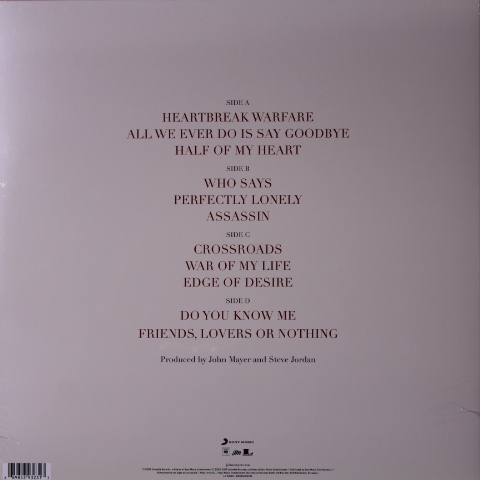 SIDE A
HEARTBREAK WARFARE
ALL WE EVER DO IS SAY GOODBYE
HALF OF MY HEART
SIDE B
WHO SAYS
PERFECTLY LONELY
ASSASSIN
SIDE C
CROSSROADS
WAR OF MY LIFE
EDGE OF DESIRE
SIDE D
DO YOU KNOW ME
FRIENDS, LOVERS OR NOTHING
Produced by John Mayer and Steve Jordan
SONY MUSIC